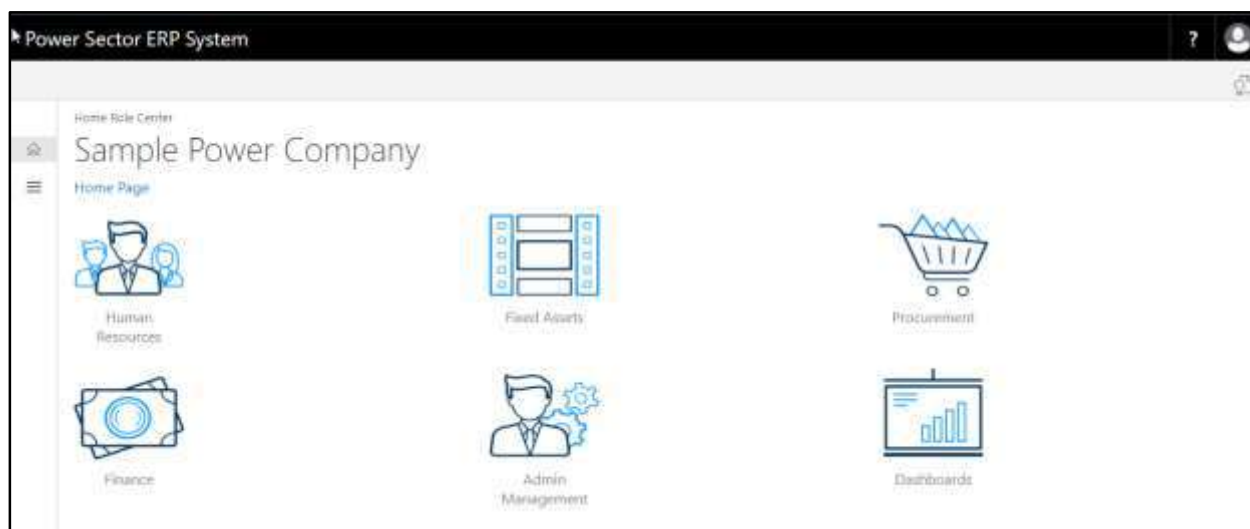 Power Sector ERP System
?
Home Role Center
Sample Power Company
Home Page
Human
Resources
Fixed Assets
Procurement
Finance
Admin
Management
Dashboards